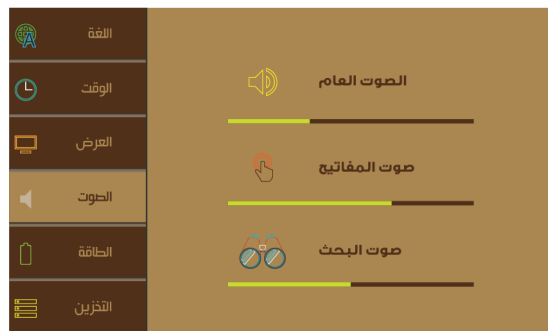 اللغة
الوقت
العرض
الصوت
الطاقة
التخزين
الصوت العام
صوت المفاتيح
صوت البحث